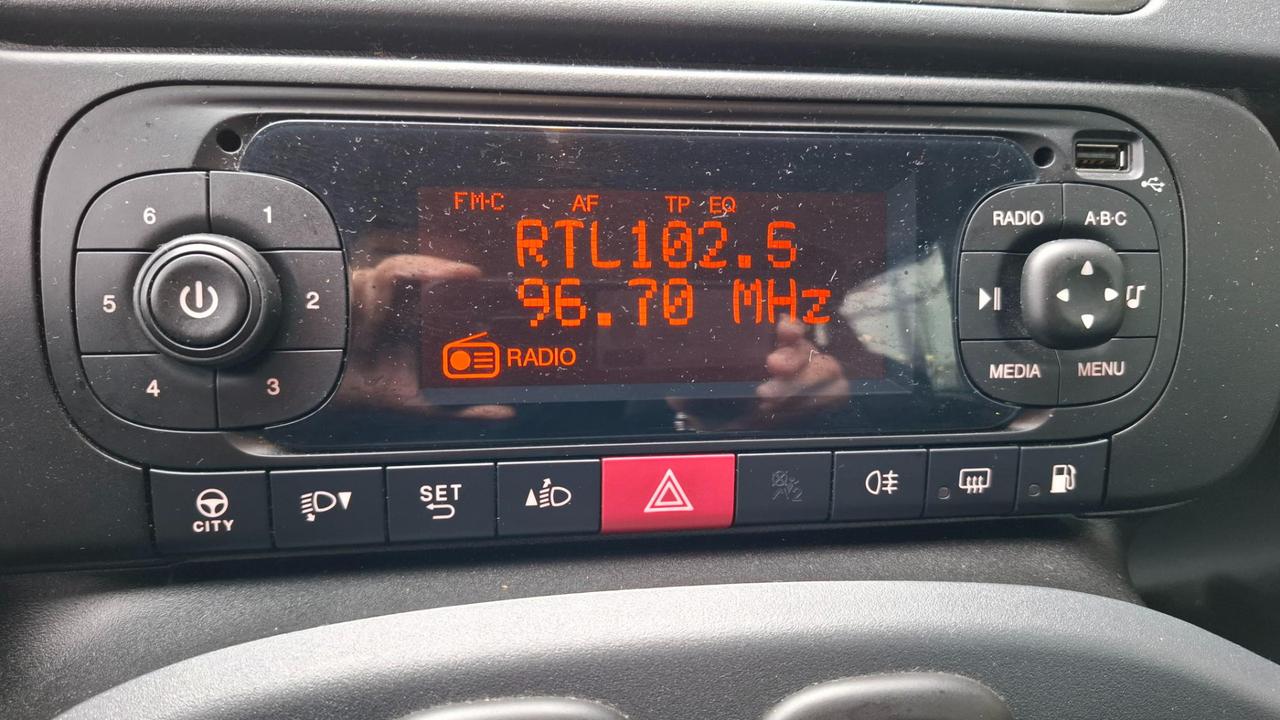 FM-C AF TP EQ
RTL102.5
96.70 MHz
RADIO
6 1
5 2
4 3
RADIO A·B·C
MEDIA MENU
CITY
SET